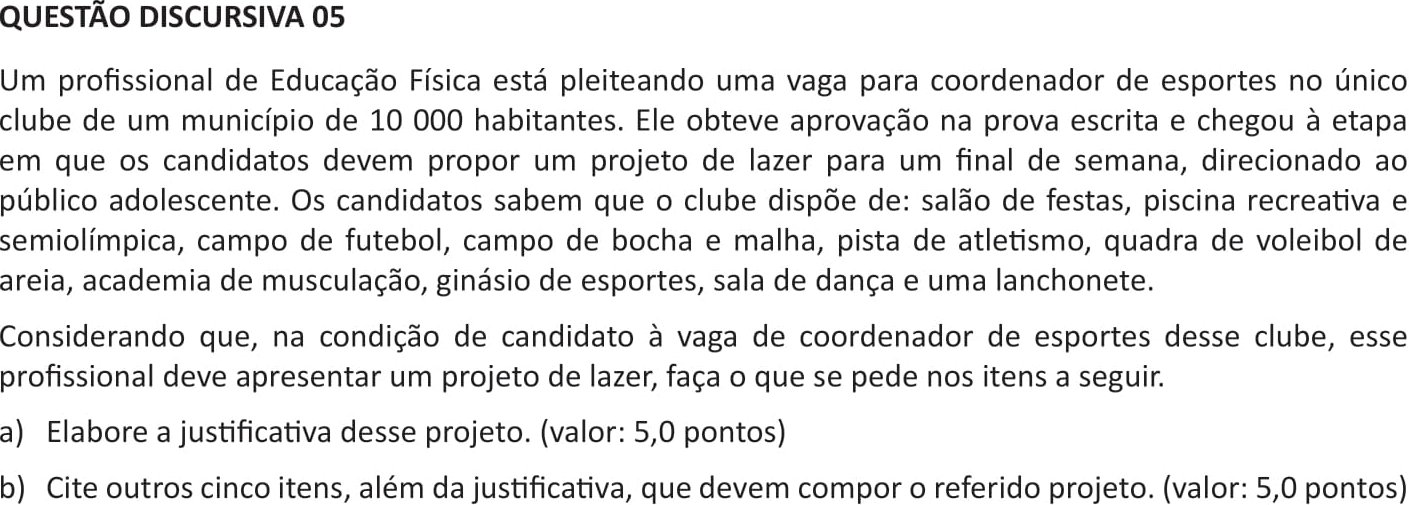 QUESTÃO DISCURSIVA 05
Um profissional de Educação Física está pleiteando uma vaga para coordenador de esportes no único
clube de um município de 10 000 habitantes. Ele obteve aprovação na prova escrita e chegou à etapa
em que os candidatos devem propor um projeto de lazer para um final de semana, direcionado ao
público adolescente. Os candidatos sabem que o clube dispõe de: salão de festas, piscina recreativa e
semiolímpica, campo de futebol, campo de bocha e malha, pista de atletismo, quadra de voleibol de
areia, academia de musculação, ginásio de esportes, sala de dança e uma lanchonete.
Considerando que, na condição de candidato à vaga de coordenador de esportes desse clube, esse
profissional deve apresentar um projeto de lazer, faça o que se pede nos itens a seguir.
a) Elabore a justificativa desse projeto. (valor: 5,0 pontos)
b) Cite outros cinco itens, além da justificativa, que devem compor o referido projeto. (valor: 5,0 pontos)